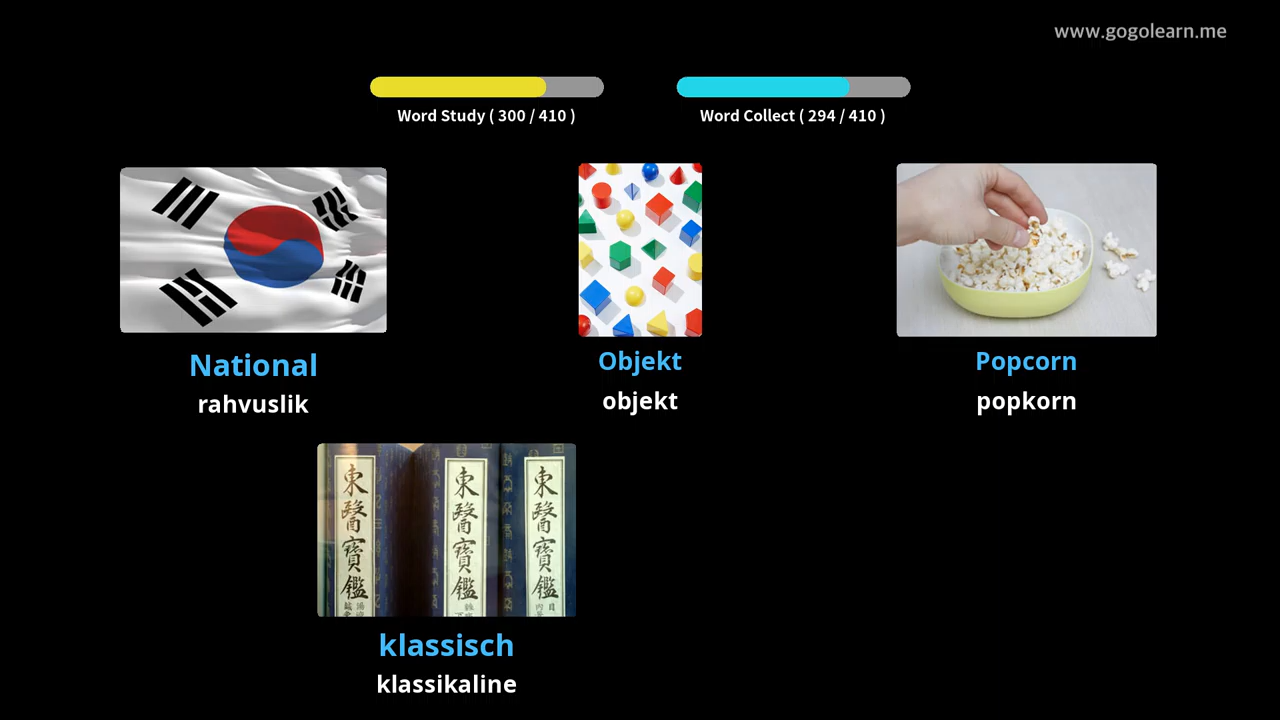 www.gogolearn.me
Word Study ( 300 / 410 )
Word Collect ( 294 / 410 )
National
rahvuslik
Objekt
objekt
Popcorn
popkorn
東醫寶鑑
東醫寶鑑
東醫寶鑑
klassisch
klassikaline